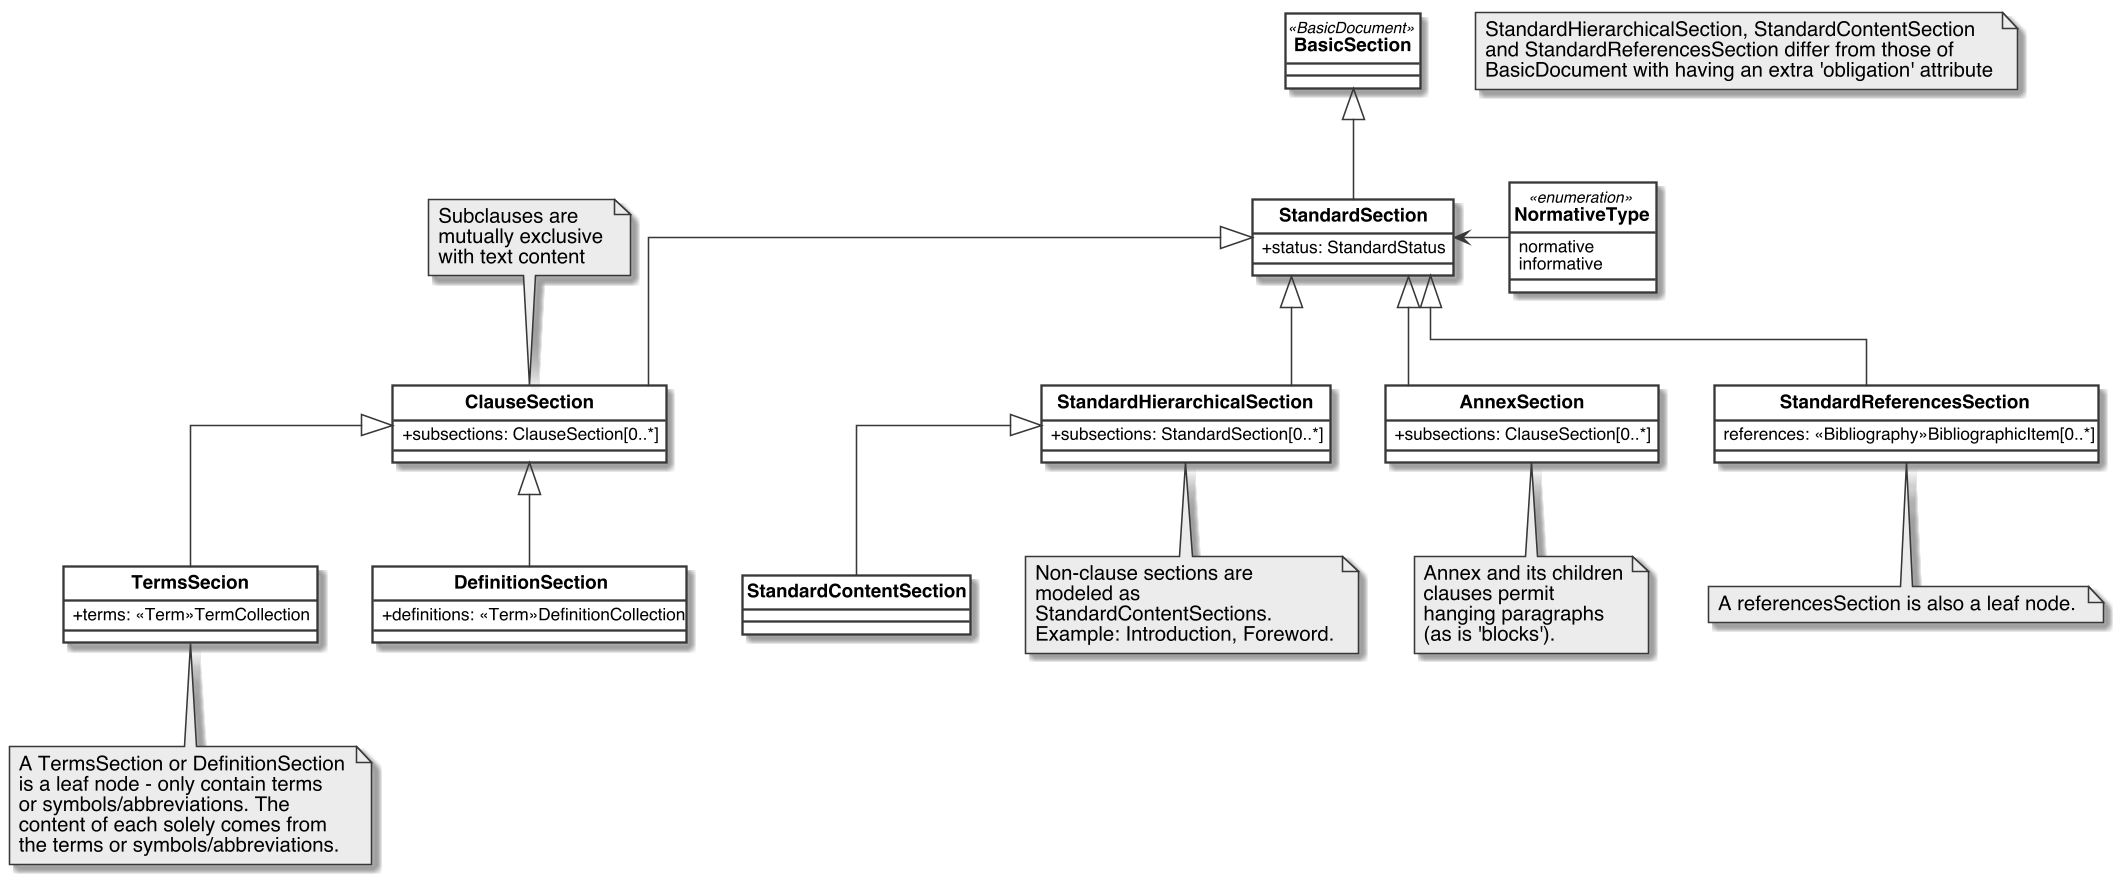 «BasicDocument»
BasicSection
StandardHierarchicalSection, StandardContentSection
and StandardReferencesSection differ from those of
BasicDocument with having an extra 'obligation' attribute
Subclauses are
mutually exclusive
with text content
StandardSection
+status: StandardStatus
«enumeration»
NormativeType
normative
informative
ClauseSection
+subsections: ClauseSection[0..*]
StandardHierarchicalSection
+subsections: StandardSection[0..*]
AnnexSection
+subsections: ClauseSection[0..*]
StandardReferencesSection
references: «Bibliography»BibliographicItem[0..*]
TermsSecion
+terms: «Term»TermCollection
DefinitionSection
+definitions: «Term»DefinitionCollection
StandardContentSection
Non-clause sections are
modeled as
StandardContentSections.
Example: Introduction, Foreword.
Annex and its children
clauses permit
hanging paragraphs
(as is 'blocks').
A referencesSection is also a leaf node.
A TermsSection or DefinitionSection
is a leaf node - only contain terms
or symbols/abbreviations. The
content of each solely comes from
the terms or symbols/abbreviations.